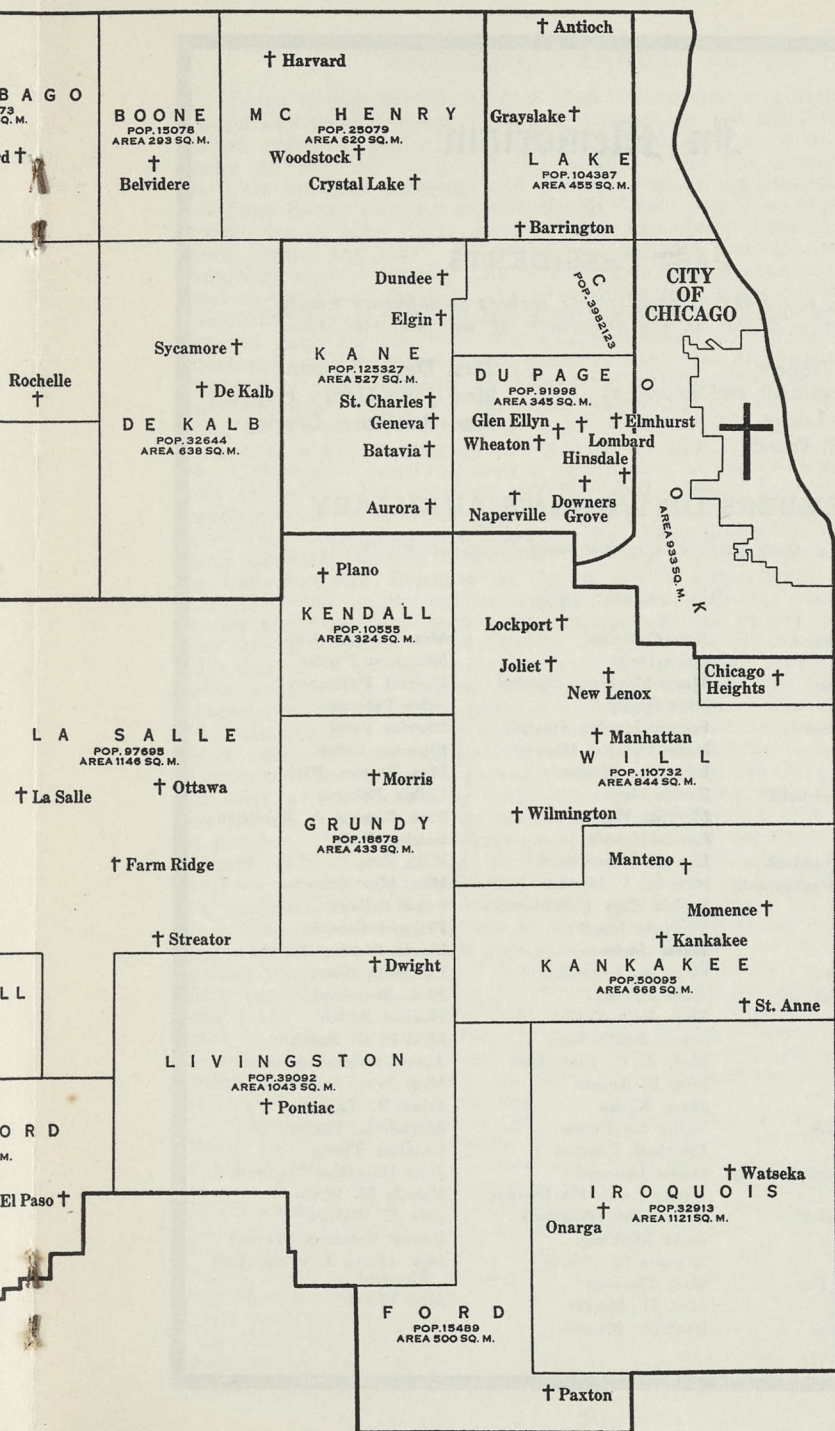 BAGO
73
Q. M.
d †
BOONE
POP. 15078
AREA 293 SQ. M.
†
Belvidere
† Harvard
MC HENRY
POP. 25079
AREA 620 SQ. M.
Woodstock †
Crystal Lake †
† Antioch
Grayslake †
LAKE
POP. 104387
AREA 455 SQ. M.
† Barrington
Rochelle
†
Sycamore †
† De Kalb
DE KALB
POP. 32644
AREA 638 SQ. M.
Dundee †
Elgin †
KANE
POP. 125327
AREA 527 SQ. M.
St. Charles †
Geneva †
Batavia †
Aurora †
C
POP. 3982123
O
O
AREA 933 SQ. M.
K
CITY
OF
CHICAGO
†
DU PAGE
POP. 91998
AREA 345 SQ. M.
Glen Ellyn † † † Elmhurst
Wheaton † Lombard
Hinsdale †
† †
Naperville Downers
Grove
† Plano
KENDALL
POP. 10555
AREA 324 SQ. M.
Lockport †
Joliet † †
New Lenox
Chicago †
Heights
† Manhattan
WILL
POP. 110732
AREA 844 SQ. M.
† Wilmington
LA SALLE
POP. 97695
AREA 1146 SQ. M.
† La Salle
† Ottawa
† Farm Ridge
† Streator
† Morris
GRUNDY
POP. 18678
AREA 433 SQ. M.
Manteno †
Momence †
† Kankakee
KANKAKEE
POP. 50095
AREA 668 SQ. M.
† St. Anne
LL
† Dwight
LIVINGSTON
POP. 39092
AREA 1043 SQ. M.
† Pontiac
ORD
M.
El Paso †
† Watseka
IROQUOIS
POP. 32913
AREA 1121 SQ. M.
†
Onarga
FORD
POP. 15489
AREA 500 SQ. M.
† Paxton